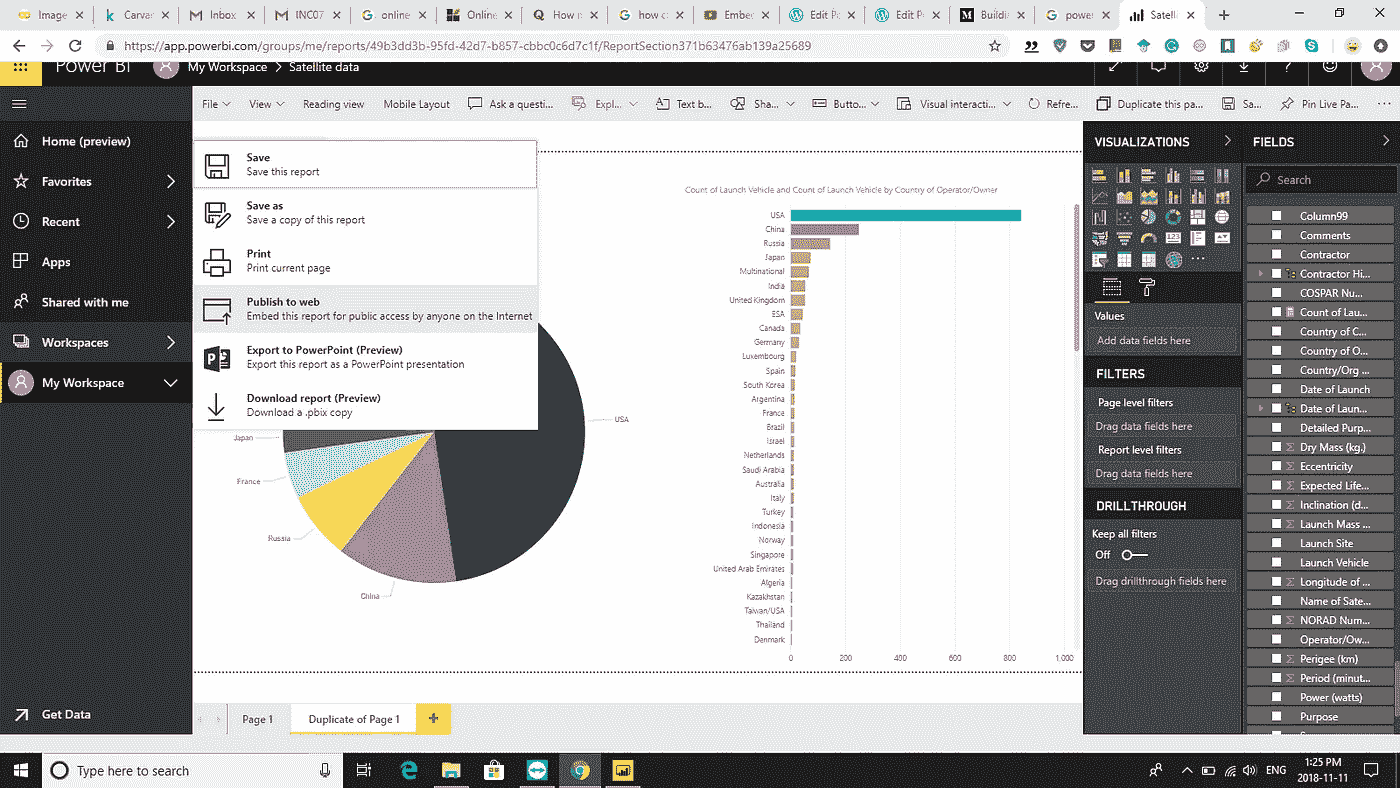 Image
Carvar
Inbox
INC07
online
Online
How n
how c
Embec
Edit Po
Edit P
Buildi
power
Satell
https://app.powerbi.com/groups/me/reports/49b3dd3b-95fd-42d7-b857-cbbc0c6d7c1f/ReportSection371b63476ab139a25689
Power BI
My Workspace > Satellite data
File
View
Reading view
Mobile Layout
Ask a questi...
Expl...
Text b...
Sha...
Butto...
Visual interacti...
Refre...
Duplicate this pa...
Sa...
Pin Live Pa...
Home (preview)
Favorites
Recent
Apps
Shared with me
Workspaces
My Workspace
Get Data
Save
Save this report
Save as
Save a copy of this report
Print
Print current page
Publish to web
Embed this report for public access by anyone on the Internet
Export to PowerPoint (Preview)
Export this report as a PowerPoint presentation
Download report (Preview)
Download a .pbix copy
USA
Japan
France
Russia
China
Count of Launch Vehicle and Count of Launch Vehicle by Country of Operator/Owner
USA
China
Russia
Japan
Multinational
India
United Kingdom
ESA
Canada
Germany
Luxembourg
Spain
South Korea
Argentina
France
Brazil
Israel
Netherlands
Saudi Arabia
Australia
Italy
Turkey
Indonesia
Norway
Singapore
United Arab Emirates
Algeria
Kazakhstan
Taiwan/USA
Thailand
Denmark
0 200 400 600 800 1,000
Page 1
Duplicate of Page 1
VISUALIZATIONS
Values
Add data fields here
FILTERS
Page level filters
Drag data fields here
Report level filters
Drag data fields here
DRILLTHROUGH
Keep all filters
Off
Drag drillthrough fields here
FIELDS
Search
Column99
Comments
Contractor
Contractor Hi...
COSPAR Nu...
Count of Lau...
Country of C...
Country of O...
Country/Org ...
Date of Launch
Date of Laun...
Detailed Purp...
Dry Mass (kg.)
Eccentricity
Expected Life...
Inclination (d...
Launch Mass ...
Launch Site
Launch Vehicle
Longitude of ...
Name of Sate...
NORAD Num...
Operator/Ow...
Perigee (km)
Period (minut...
Power (watts)
Purpose
Type here to search
ENG
1:25 PM
2018-11-11